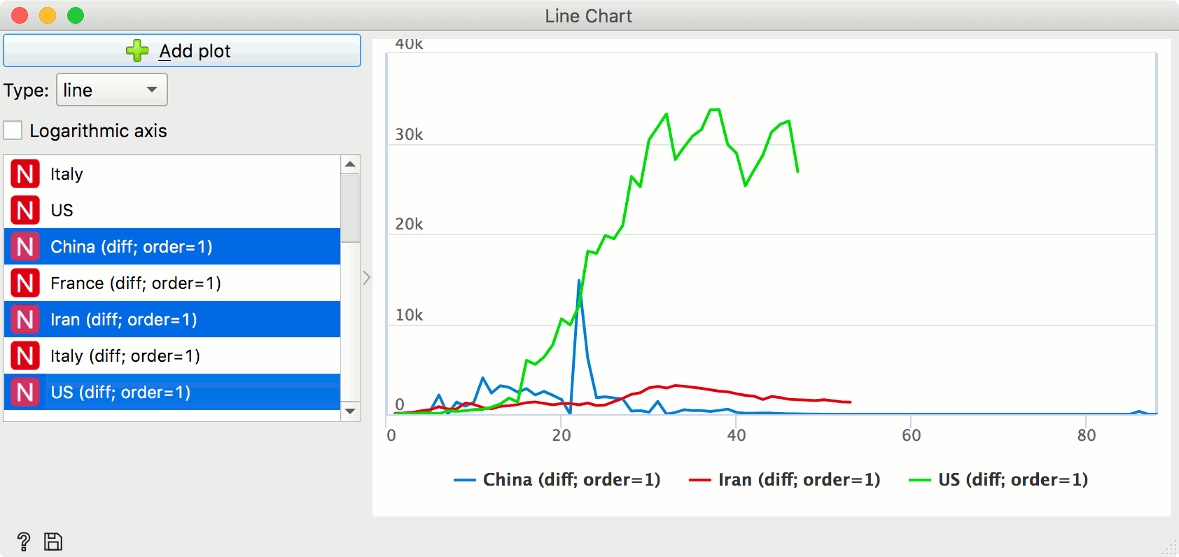 Line Chart
Add plot
Type: line
Logarithmic axis
N Italy
N US
N China (diff; order=1)
N France (diff; order=1)
N Iran (diff; order=1)
N Italy (diff; order=1)
N US (diff; order=1)
40k
30k
20k
10k
0
0 20 40 60 80
China (diff; order=1) Iran (diff; order=1) US (diff; order=1)
?